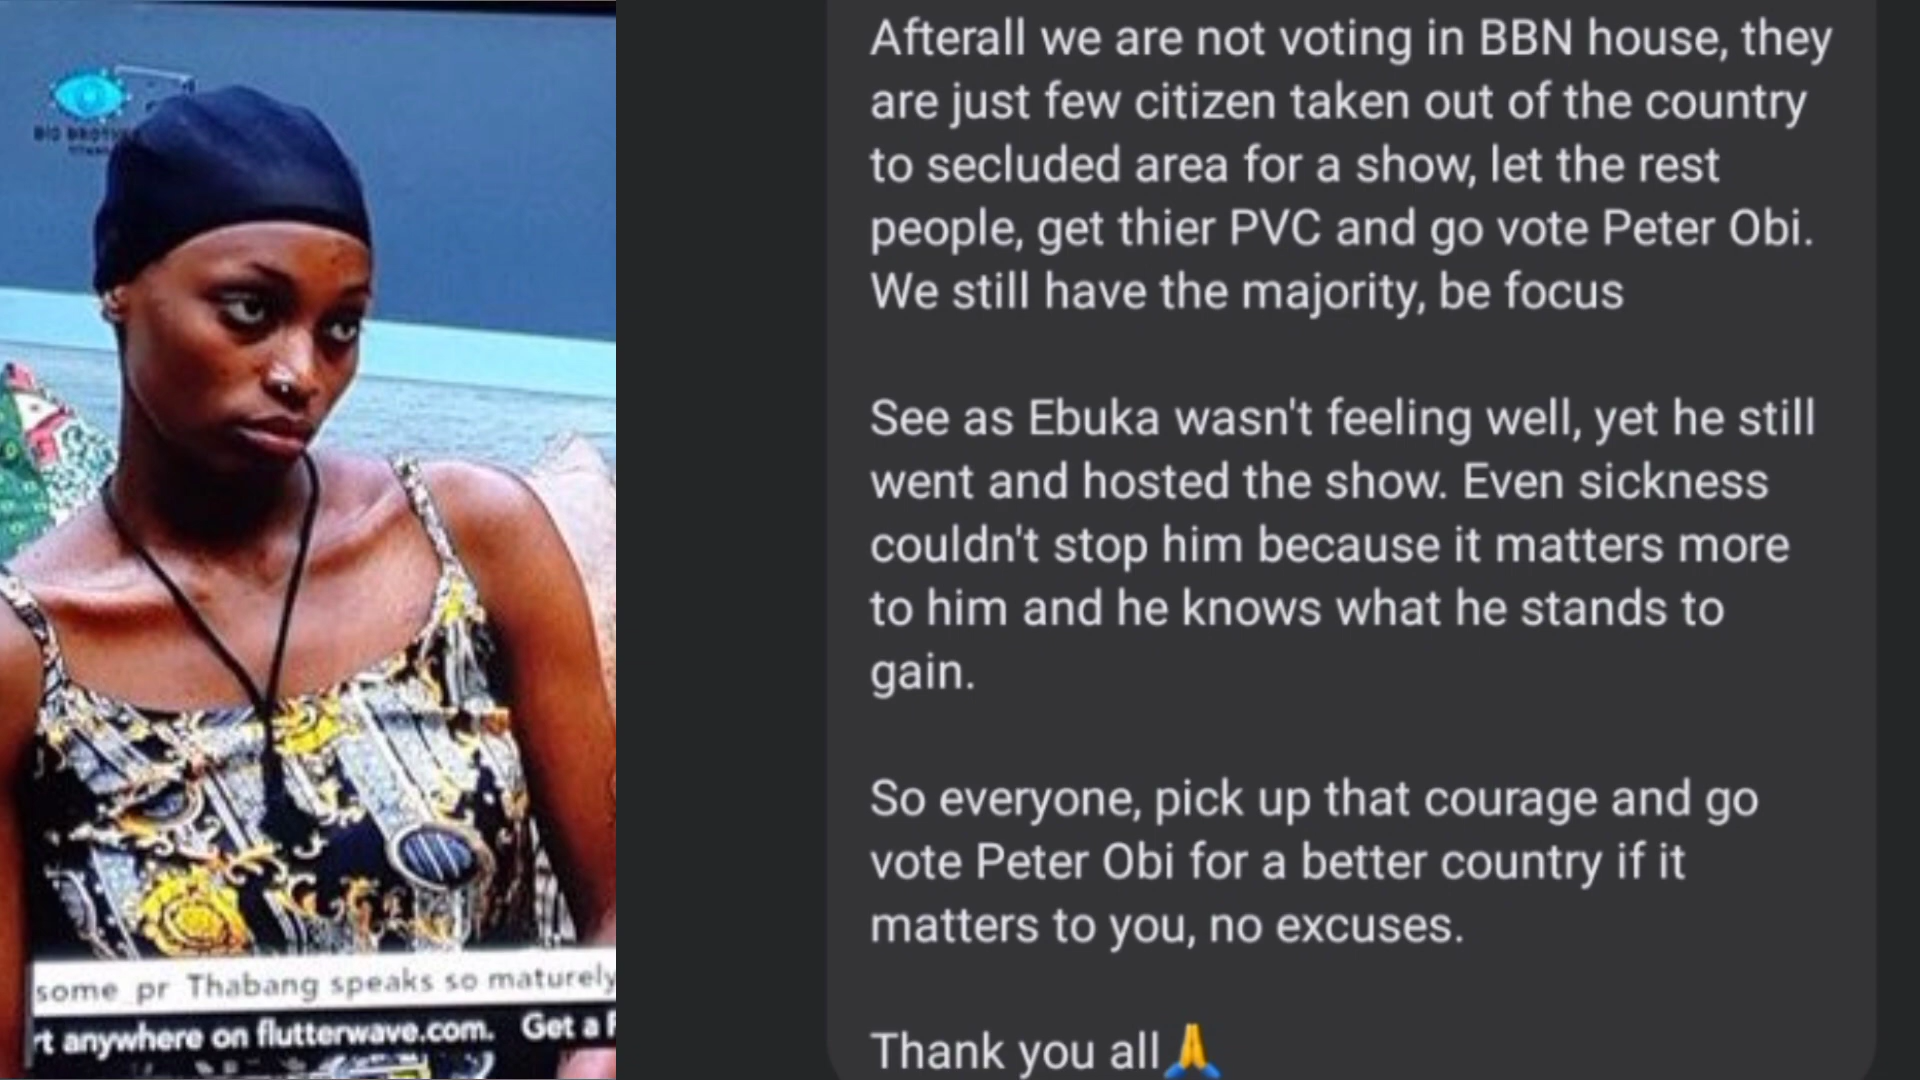 BIG BROTHER
TITANS
some pr Thabang speaks so maturely
rt anywhere on flutterwave.com. Get a F
Afterall we are not voting in BBN house, they
are just few citizen taken out of the country
to secluded area for a show, let the rest
people, get thier PVC and go vote Peter Obi.
We still have the majority, be focus
See as Ebuka wasn't feeling well, yet he still
went and hosted the show. Even sickness
couldn't stop him because it matters more
to him and he knows what he stands to
gain.
So everyone, pick up that courage and go
vote Peter Obi for a better country if it
matters to you, no excuses.
Thank you all🙏